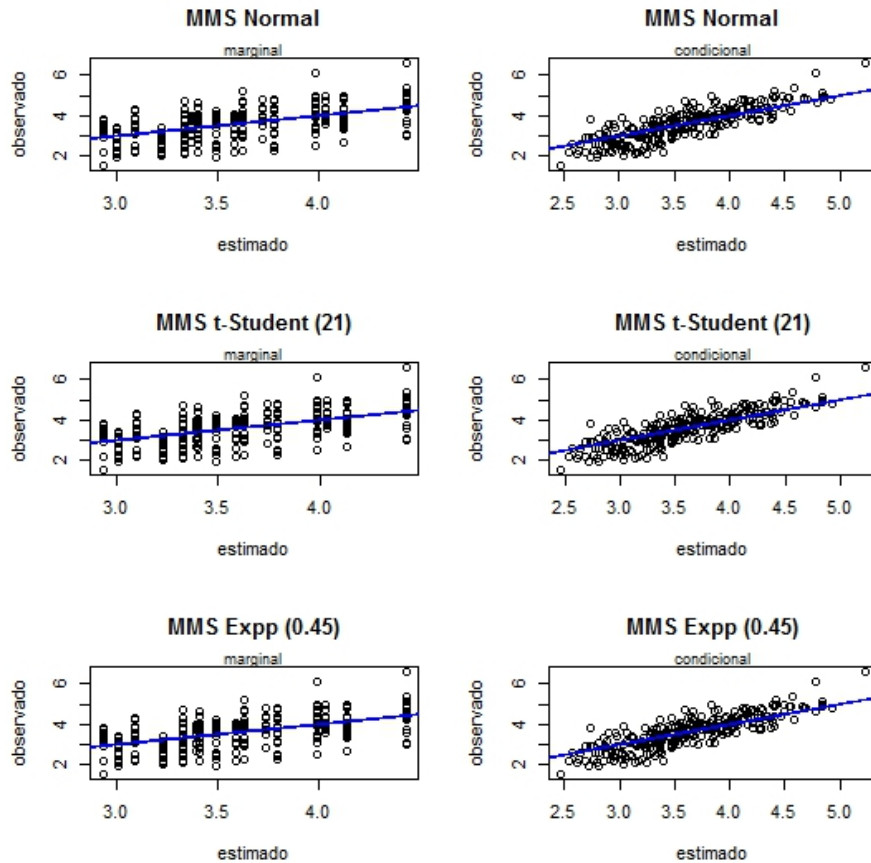 MMS Normal
marginal
observado
6
4
2
3.0 3.5 4.0
estimado
MMS Normal
condicional
observado
6
4
2
2.5 3.0 3.5 4.0 4.5 5.0
estimado
MMS t-Student (21)
marginal
observado
6
4
2
3.0 3.5 4.0
estimado
MMS t-Student (21)
condicional
observado
6
4
2
2.5 3.0 3.5 4.0 4.5 5.0
estimado
MMS Expp (0.45)
marginal
observado
6
4
2
3.0 3.5 4.0
estimado
MMS Expp (0.45)
condicional
observado
6
4
2
2.5 3.0 3.5 4.0 4.5 5.0
estimado